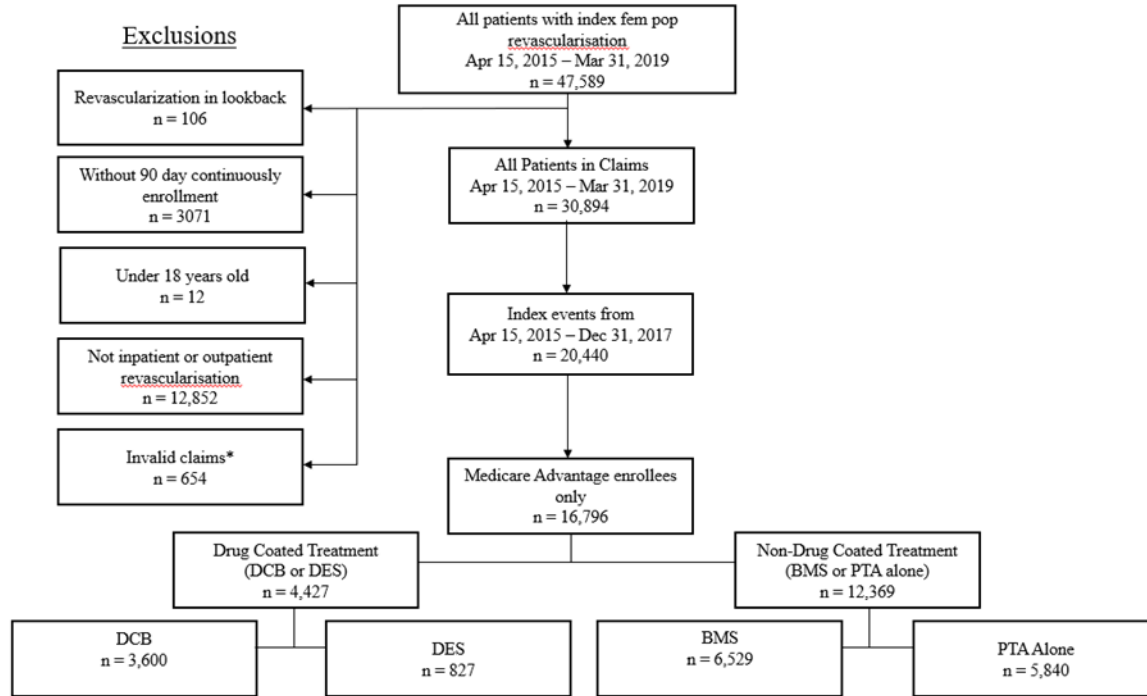 Exclusions
All patients with index fem pop
revascularisation
Apr 15, 2015 – Mar 31, 2019
n = 47,589
Revascularization in lookback
n = 106
Without 90 day continuously
enrollment
n = 3071
Under 18 years old
n = 12
Not inpatient or outpatient
revascularisation
n = 12,852
Invalid claims*
n = 654
All Patients in Claims
Apr 15, 2015 – Mar 31, 2019
n = 30,894
Index events from
Apr 15, 2015 – Dec 31, 2017
n = 20,440
Medicare Advantage enrollees
only
n = 16,796
Drug Coated Treatment
(DCB or DES)
n = 4,427
Non-Drug Coated Treatment
(BMS or PTA alone)
n = 12,369
DCB
n = 3,600
DES
n = 827
BMS
n = 6,529
PTA Alone
n = 5,840